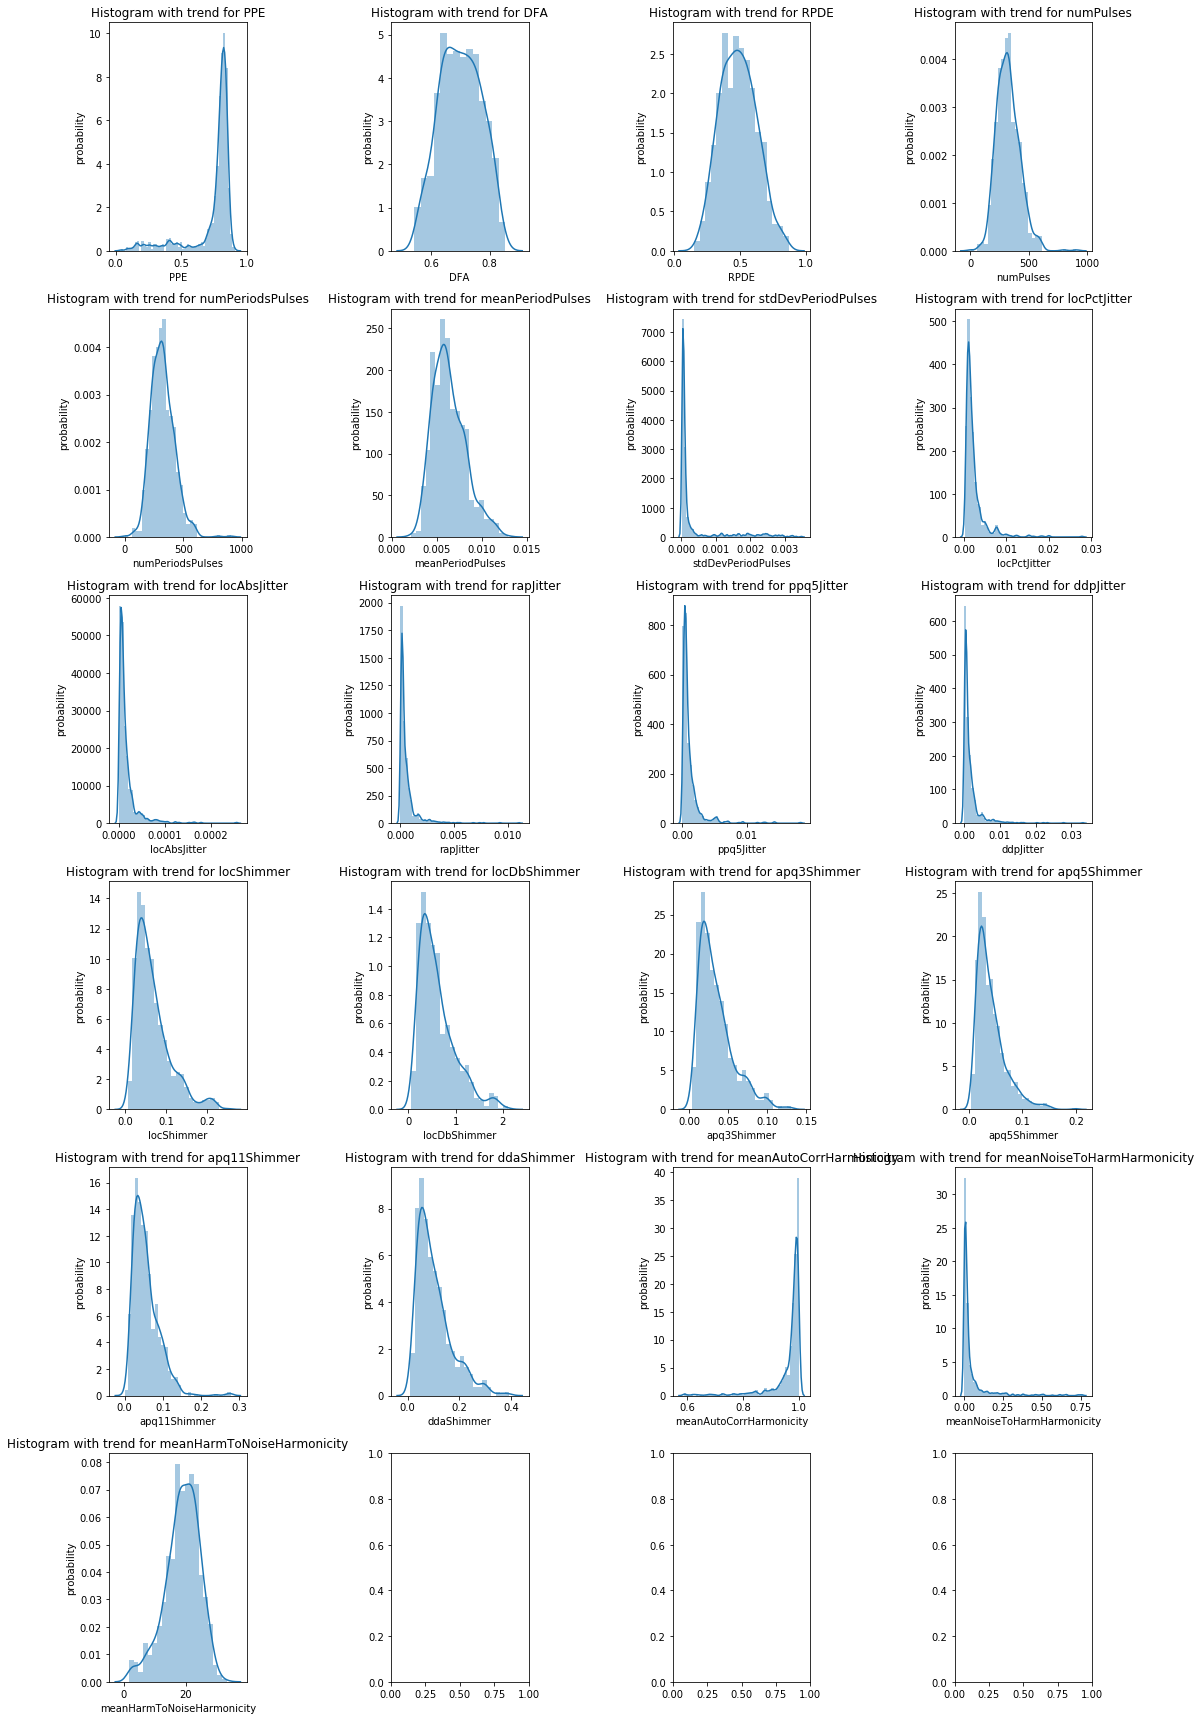 Histogram with trend for PPE
10
8
6
4
2
0
probability
0.0 0.5 1.0
PPE
Histogram with trend for DFA
5
4
3
2
1
0
probability
0.6 0.8
DFA
Histogram with trend for RPDE
2.5
2.0
1.5
1.0
0.5
0.0
probability
0.0 0.5 1.0
RPDE
Histogram with trend for numPulses
0.004
0.003
0.002
0.001
0.000
probability
0 500 1000
numPulses
Histogram with trend for numPeriodsPulses
0.004
0.003
0.002
0.001
0.000
probability
0 500 1000
numPeriodsPulses
Histogram with trend for meanPeriodPulses
250
200
150
100
50
0
probability
0.000 0.005 0.010 0.015
meanPeriodPulses
Histogram with trend for stdDevPeriodPulses
7000
6000
5000
4000
3000
2000
1000
0
probability
0.000 0.001 0.002 0.003
stdDevPeriodPulses
Histogram with trend for locPctJitter
500
400
300
200
100
0
probability
0.00 0.01 0.02 0.03
locPctJitter
Histogram with trend for locAbsJitter
60000
50000
40000
30000
20000
10000
0
probability
0.0000 0.0001 0.0002
locAbsJitter
Histogram with trend for rapJitter
2000
1750
1500
1250
1000
750
500
250
0
probability
0.000 0.005 0.010
rapJitter
Histogram with trend for ppq5Jitter
800
600
400
200
0
probability
0.00 0.01
ppq5Jitter
Histogram with trend for ddpJitter
600
500
400
300
200
100
0
probability
0.00 0.01 0.02 0.03
ddpJitter
Histogram with trend for locShimmer
14
12
10
8
6
4
2
0
probability
0.0 0.1 0.2
locShimmer
Histogram with trend for locDbShimmer
1.4
1.2
1.0
0.8
0.6
0.4
0.2
0.0
probability
0 1 2
locDbShimmer
Histogram with trend for apq3Shimmer
25
20
15
10
5
0
probability
0.00 0.05 0.10 0.15
apq3Shimmer
Histogram with trend for apq5Shimmer
25
20
15
10
5
0
probability
0.0 0.1 0.2
apq5Shimmer
Histogram with trend for apq11Shimmer
16
14
12
10
8
6
4
2
0
probability
0.0 0.1 0.2 0.3
apq11Shimmer
Histogram with trend for ddaShimmer
8
6
4
2
0
probability
0.0 0.2 0.4
ddaShimmer
Histogram with trend for meanAutoCorrHarmonicity
40
35
30
25
20
15
10
5
0
probability
0.6 0.8 1.0
meanAutoCorrHarmonicity
Histogram with trend for meanNoiseToHarmHarmonicity
30
25
20
15
10
5
0
probability
0.00 0.25 0.50 0.75
meanNoiseToHarmHarmonicity
Histogram with trend for meanHarmToNoiseHarmonicity
0.08
0.07
0.06
0.05
0.04
0.03
0.02
0.01
0.00
probability
0 20
meanHarmToNoiseHarmonicity
1.0
0.8
0.6
0.4
0.2
0.0
0.00 0.25 0.50 0.75 1.00
1.0
0.8
0.6
0.4
0.2
0.0
0.00 0.25 0.50 0.75 1.00
1.0
0.8
0.6
0.4
0.2
0.0
0.00 0.25 0.50 0.75 1.00